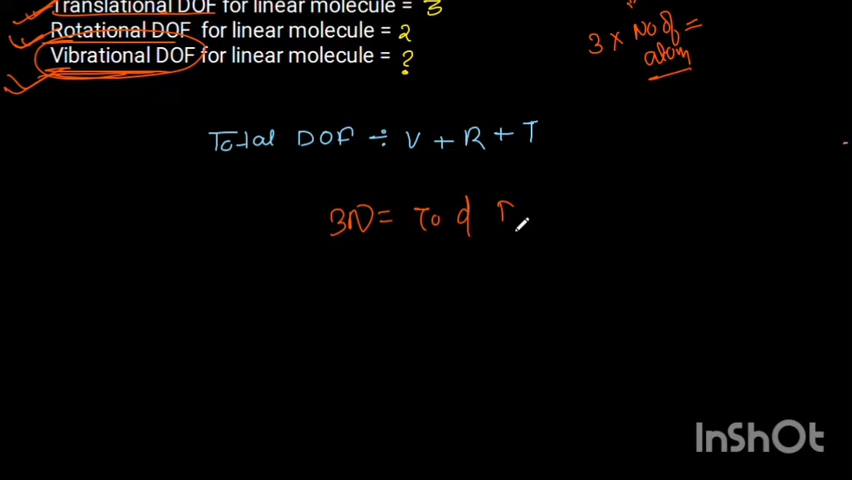 Translational DOF for linear molecule = 3
Rotational DOF for linear molecule = 2
Vibrational DOF for linear molecule = ?
3 × No of =
atom
Total DOF ÷ V + R + T
3N = To d
InShOt